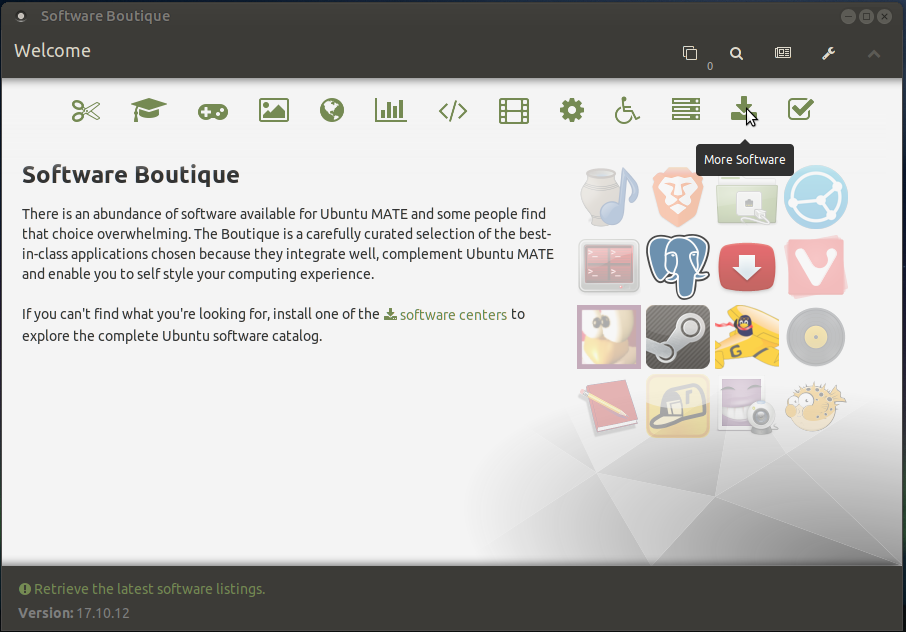 Software Boutique
Welcome
0
More Software
Software Boutique
There is an abundance of software available for Ubuntu MATE and some people find
that choice overwhelming. The Boutique is a carefully curated selection of the best-
in-class applications chosen because they integrate well, complement Ubuntu MATE
and enable you to self style your computing experience.
If you can't find what you're looking for, install one of the software centers to
explore the complete Ubuntu software catalog.
Retrieve the latest software listings.
Version: 17.10.12